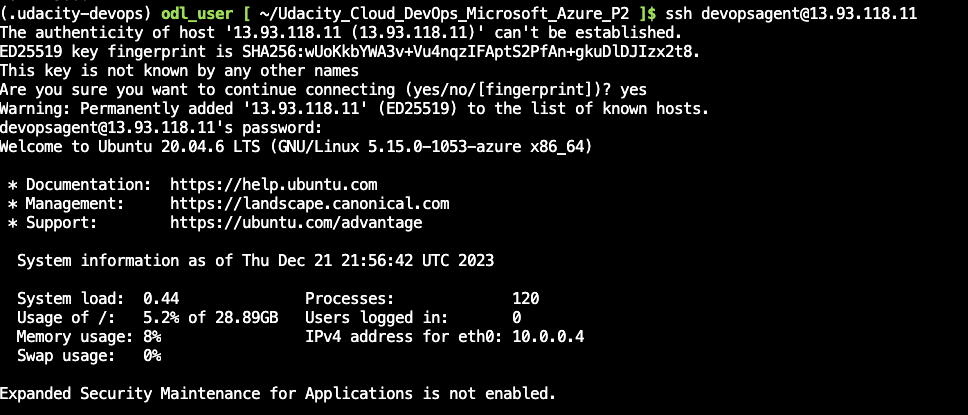 (.udacity-devops) odl_user [ ~/Udacity_Cloud_DevOps_Microsoft_Azure_P2 ]$ ssh devopsagent@13.93.118.11
The authenticity of host '13.93.118.11 (13.93.118.11)' can't be established.
ED25519 key fingerprint is SHA256:wUoKkbYWA3v+Vu4nqzIFAptS2PfAn+gkuDlDJIzx2t8.
This key is not known by any other names
Are you sure you want to continue connecting (yes/no/[fingerprint])? yes
Warning: Permanently added '13.93.118.11' (ED25519) to the list of known hosts.
devopsagent@13.93.118.11's password:
Welcome to Ubuntu 20.04.6 LTS (GNU/Linux 5.15.0-1053-azure x86_64)

 * Documentation:  https://help.ubuntu.com
 * Management:     https://landscape.canonical.com
 * Support:        https://ubuntu.com/advantage

  System information as of Thu Dec 21 21:56:42 UTC 2023

  System load:  0.44              Processes:             120
  Usage of /:   5.2% of 28.89GB   Users logged in:       0
  Memory usage: 8%                IPv4 address for eth0: 10.0.0.4
  Swap usage:   0%

Expanded Security Maintenance for Applications is not enabled.